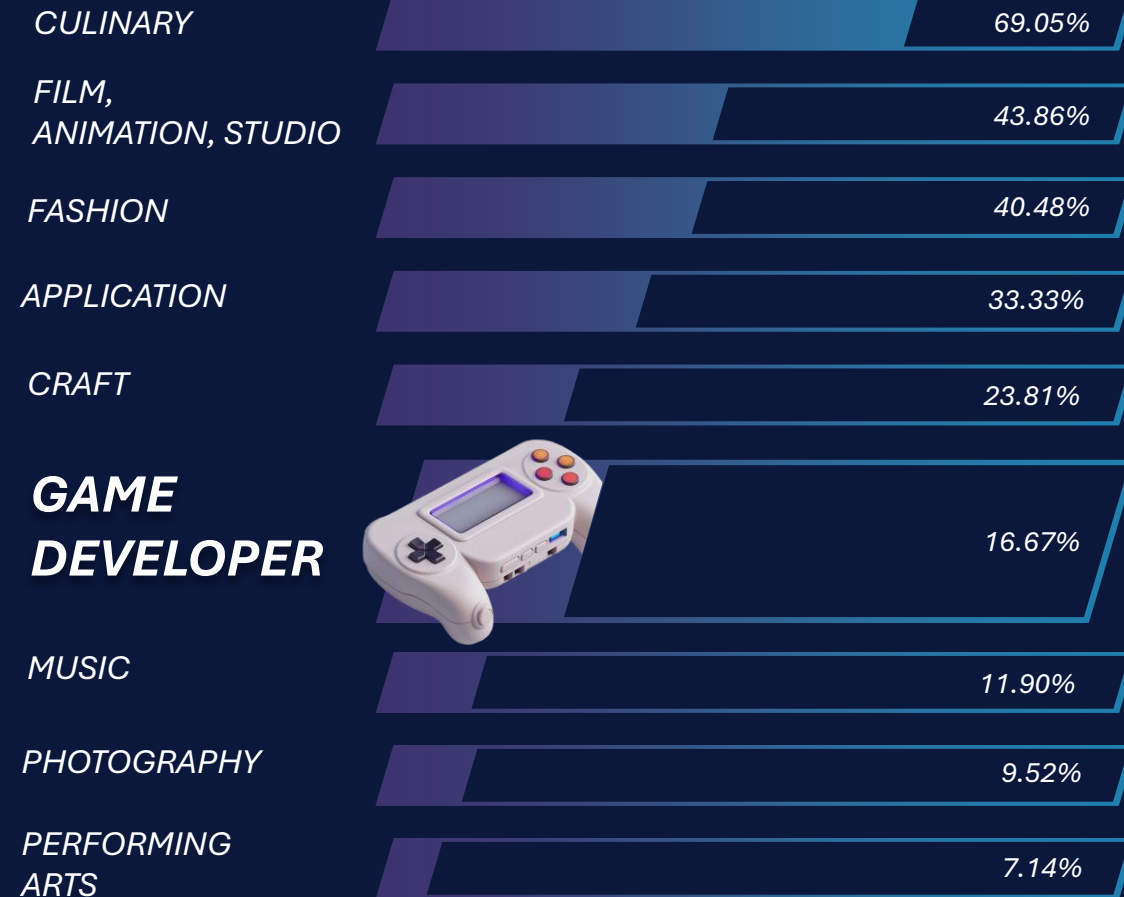 CULINARY 69.05%
FILM,
ANIMATION, STUDIO 43.86%
FASHION 40.48%
APPLICATION 33.33%
CRAFT 23.81%
GAME
DEVELOPER 16.67%
MUSIC 11.90%
PHOTOGRAPHY 9.52%
PERFORMING
ARTS 7.14%